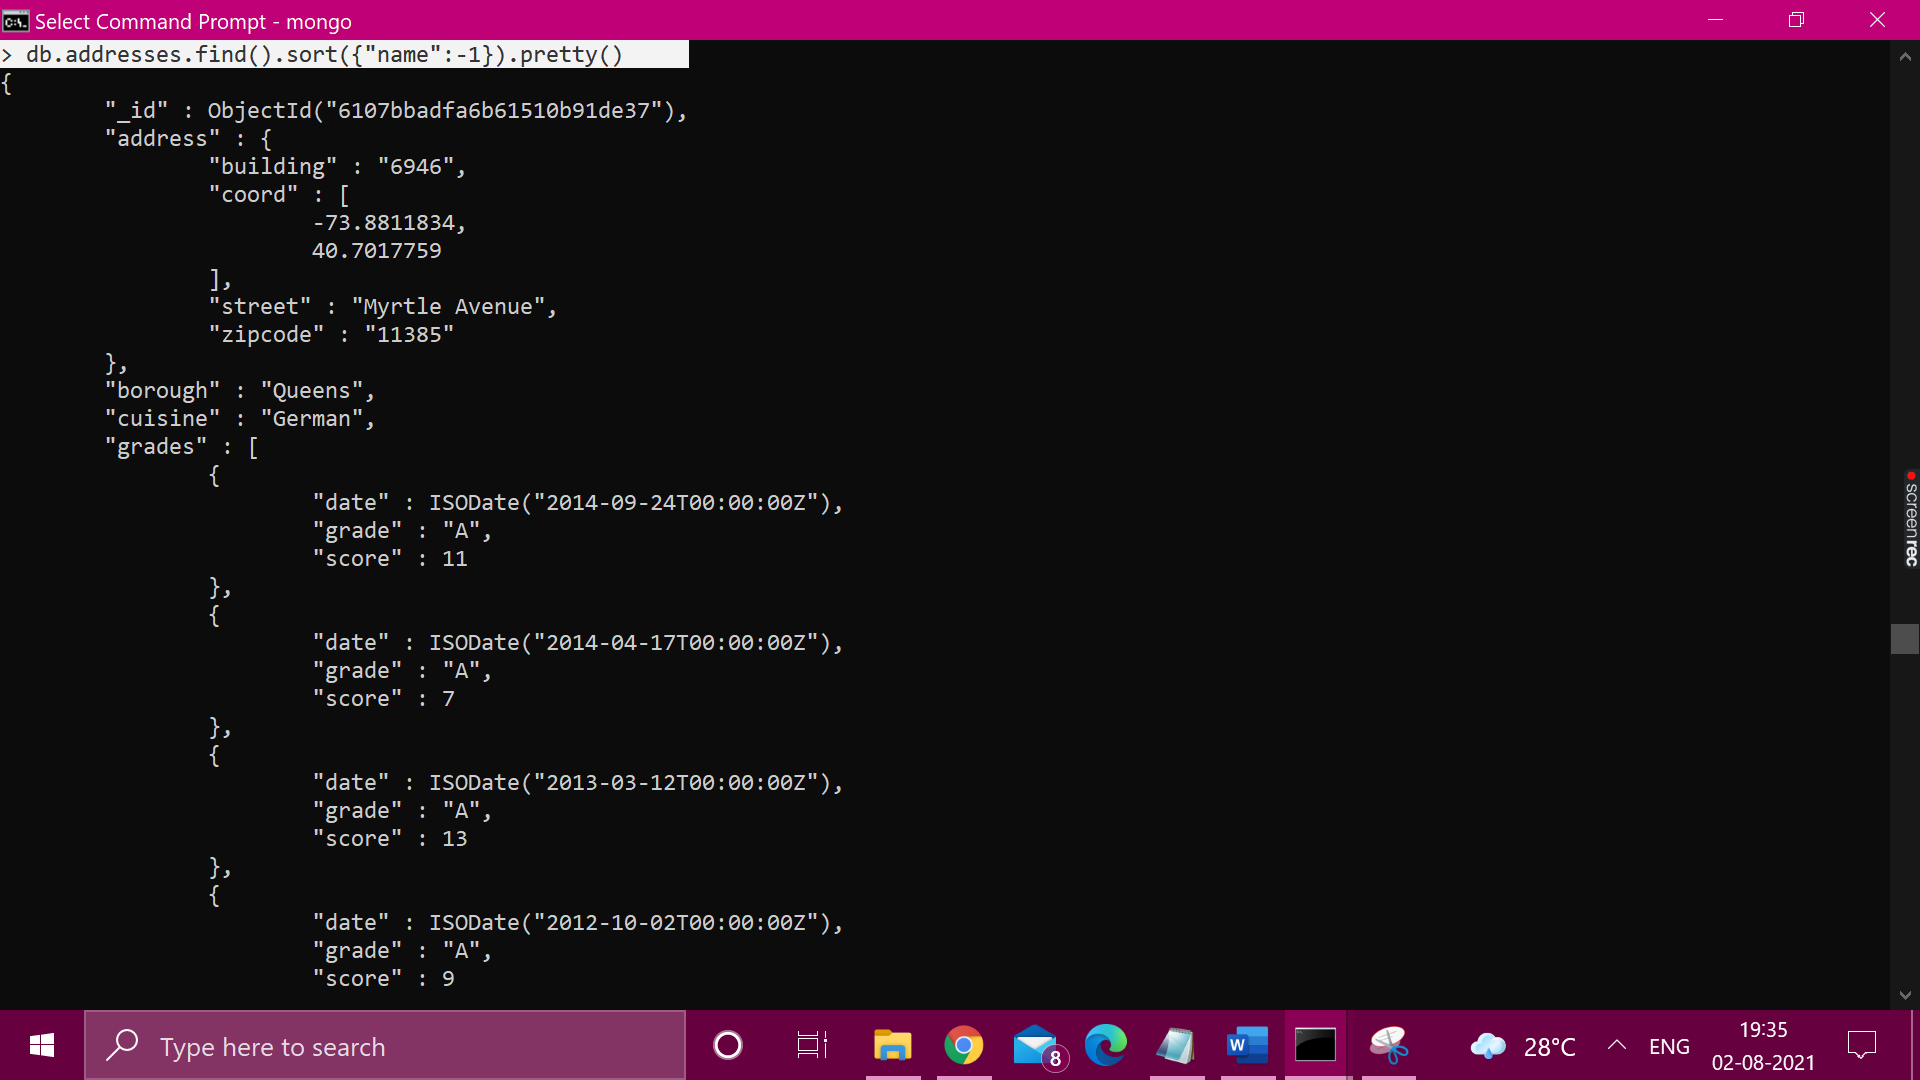 Select Command Prompt - mongo
> db.addresses.find().sort({"name":-1}).pretty()
{
"_id" : ObjectId("6107bbadfa6b61510b91de37"),
"address" : {
"building" : "6946",
"coord" : [
-73.8811834,
40.7017759
],
"street" : "Myrtle Avenue",
"zipcode" : "11385"
},
"borough" : "Queens",
"cuisine" : "German",
"grades" : [
{
"date" : ISODate("2014-09-24T00:00:00Z"),
"grade" : "A",
"score" : 11
},
{
"date" : ISODate("2014-04-17T00:00:00Z"),
"grade" : "A",
"score" : 7
},
{
"date" : ISODate("2013-03-12T00:00:00Z"),
"grade" : "A",
"score" : 13
},
{
"date" : ISODate("2012-10-02T00:00:00Z"),
"grade" : "A",
"score" : 9
screenrec
Type here to search
8
W
28°C
ENG
19:35
02-08-2021